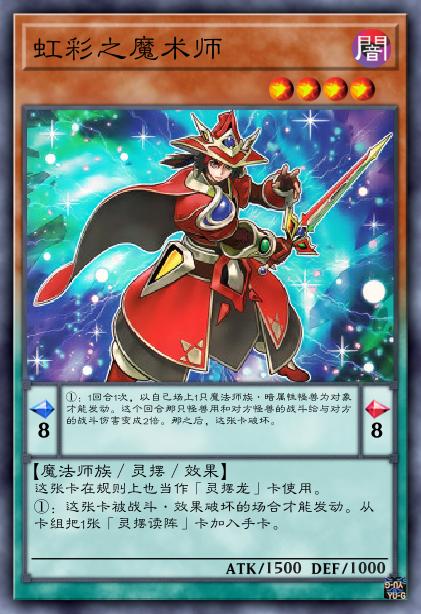 虹彩之魔术师
闇
①：1回合1次，以自己场上1只魔法师族·暗属性怪兽为对象
才能发动。这个回合那只怪兽用和对方怪兽的战斗给与对方
的战斗伤害变成2倍。那之后，这张卡破坏。
8
8
【魔法师族/灵摆/效果】
这张卡在规则上也当作「灵摆龙」卡使用。
①：这张卡被战斗·效果破坏的场合才能发动。从
卡组把1张「灵摆读阵」卡加入手卡。
ATK/1500 DEF/1000